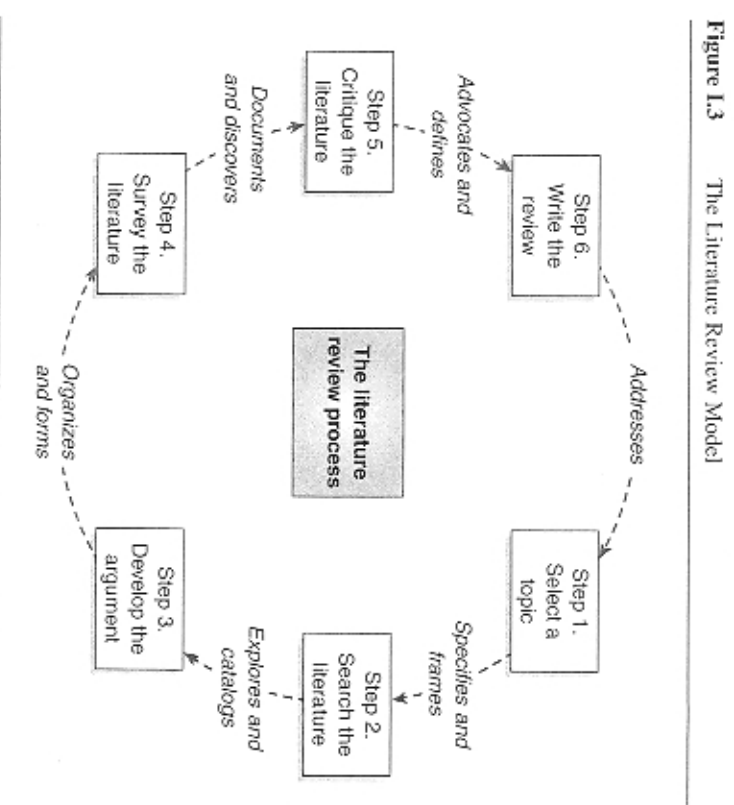 Figure I.3 The Literature Review Model
Addresses
Step 6.
Write the
review
Step 1.
Select a
topic
Advocates and
defines
Specifies and
frames
Step 5.
Critique the
literature
The literature
review process
Step 2.
Search the
literature
Documents
and discovers
Explores and
catalogs
Step 4.
Survey the
literature
Step 3.
Develop the
argument
Organizes
and forms